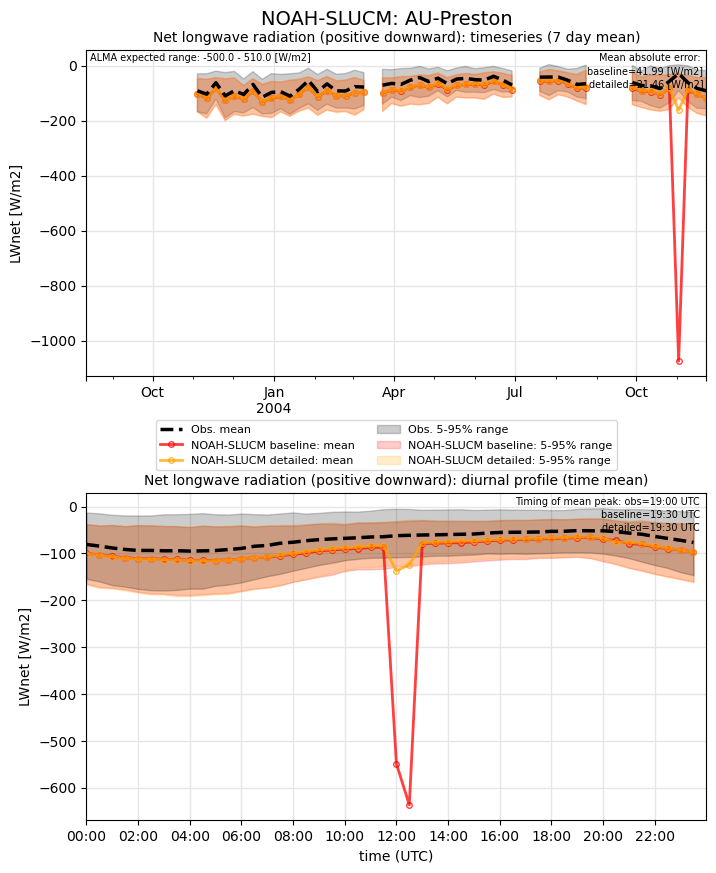 NOAH-SLUCM: AU-Preston
Net longwave radiation (positive downward): timeseries (7 day mean)
ALMA expected range: -500.0 - 510.0 [W/m2]
Mean absolute error:
baseline=41.99 [W/m2]
detailed=21.46 [W/m2]
LWnet [W/m2]
0
−200
−400
−600
−800
−1000
Oct
Jan
2004
Apr
Jul
Oct
Obs. mean
NOAH-SLUCM baseline: mean
NOAH-SLUCM detailed: mean
Obs. 5-95% range
NOAH-SLUCM baseline: 5-95% range
NOAH-SLUCM detailed: 5-95% range
Net longwave radiation (positive downward): diurnal profile (time mean)
Timing of mean peak: obs=19:00 UTC
baseline=19:30 UTC
detailed=19:30 UTC
LWnet [W/m2]
0
−100
−200
−300
−400
−500
−600
00:00 02:00 04:00 06:00 08:00 10:00 12:00 14:00 16:00 18:00 20:00 22:00
time (UTC)